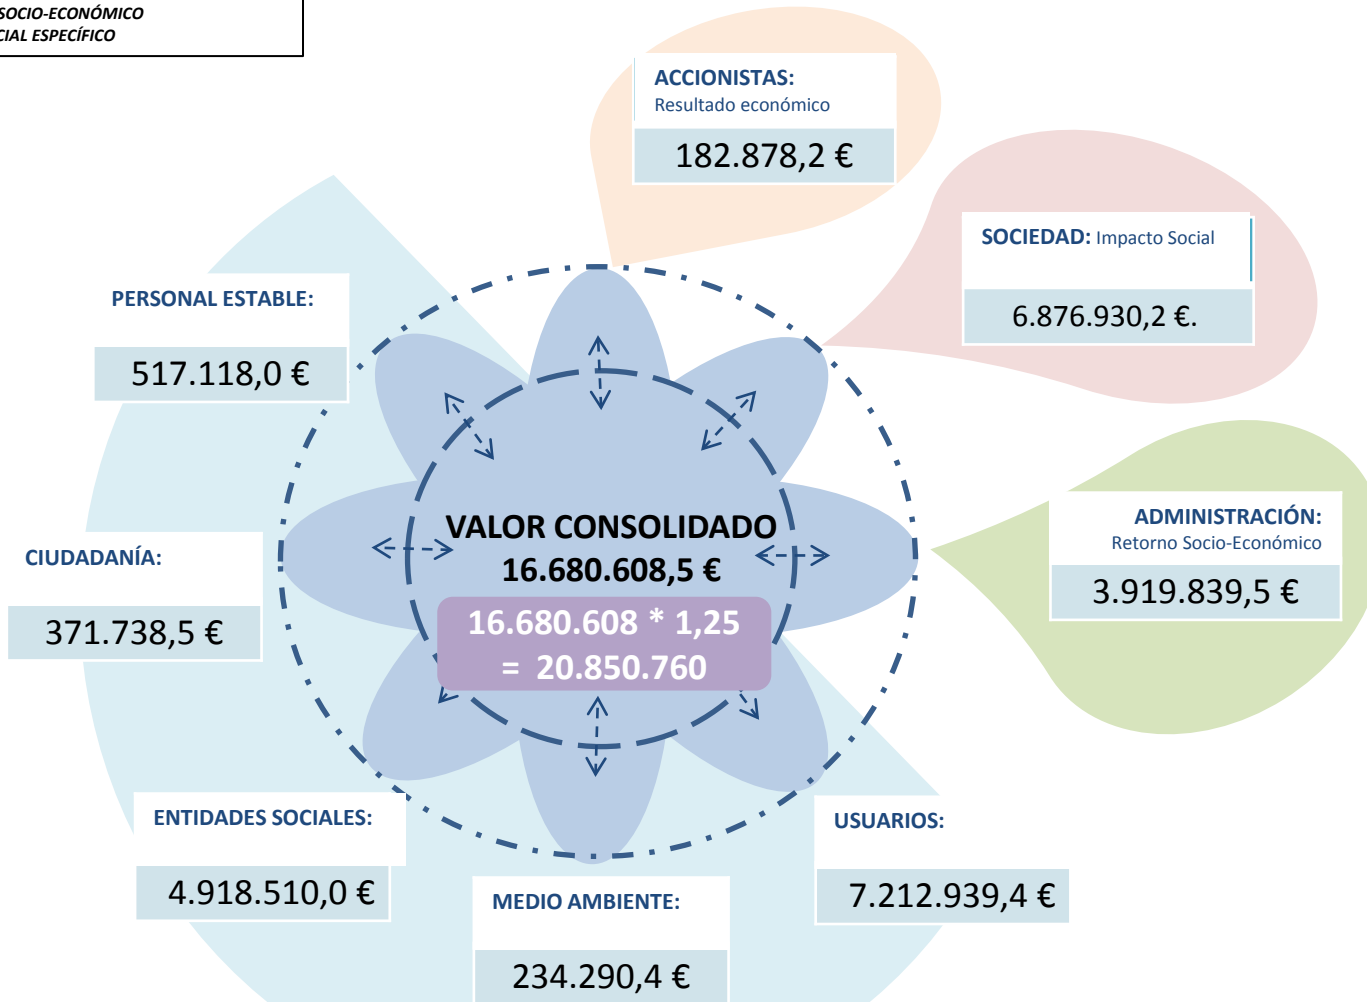 SOCIO-ECONÓMICO
ESPECÍFICO
ACCIONISTAS:
Resultado económico
182.878,2 €
SOCIEDAD: Impacto Social
6.876.930,2 €.
PERSONAL ESTABLE:
517.118,0 €
ADMINISTRACIÓN:
Retorno Socio-Económico
3.919.839,5 €
VALOR CONSOLIDADO
16.680.608,5 €
16.680.608 * 1,25
= 20.850.760
CIUDADANÍA:
371.738,5 €
ENTIDADES SOCIALES:
4.918.510,0 €
USUARIOS:
7.212.939,4 €
MEDIO AMBIENTE:
234.290,4 €